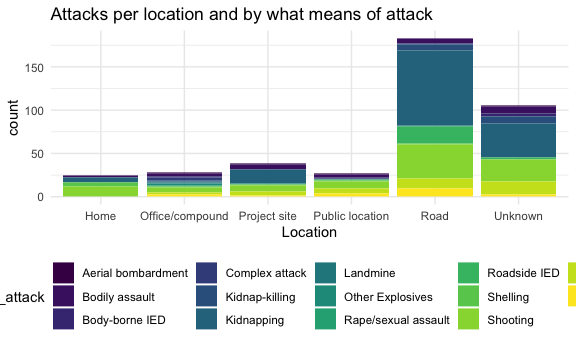 Attacks per location and by what means of attack
count
150
100
50
0
Home Office/compound Project site Public location Road Unknown
Location
_attack
Aerial bombardment Complex attack Landmine Roadside IED
Bodily assault Kidnap-killing Other Explosives Shelling
Body-borne IED Kidnapping Rape/sexual assault Shooting